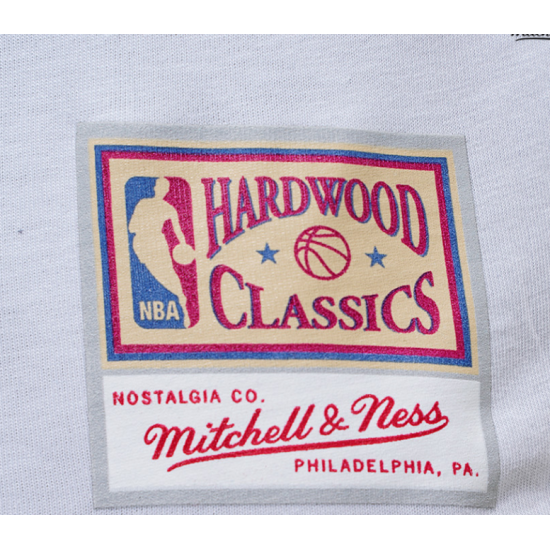 HARDWOOD
CLASSICS
NBA
NOSTALGIA CO.
Mitchell & Ness
PHILADELPHIA, PA.